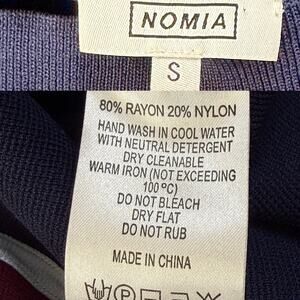 NOMIA
S
80% RAYON 20% NYLON
HAND WASH IN COOL WATER
WITH NEUTRAL DETERGENT
DRY CLEANABLE
WARM IRON (NOT EXCEEDING
100ºC)
DO NOT BLEACH
DRY FLAT
DO NOT RUB
MADE IN CHINA
P